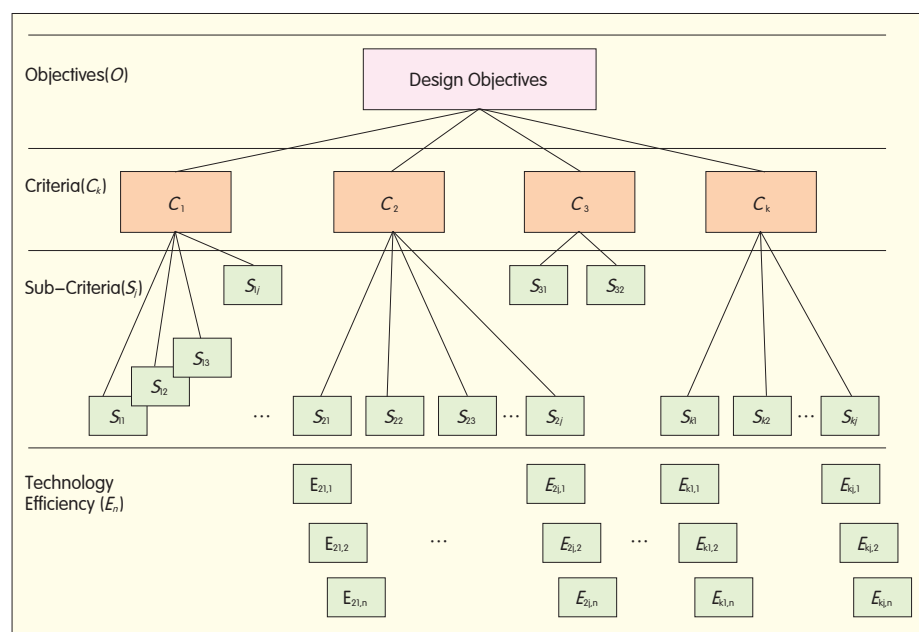 Objectives(O)
Design Objectives
Criteria(Cₖ)
C₁
C₂
C₃
Cₖ
Sub-Criteria(Sⱼ)
S₁ⱼ
S₃₁
S₃₂
S₁₃
S₁₂
S₁₁
...
S₂₁
S₂₂
S₂₃
...
S₂ⱼ
Sₖ₁
Sₖ₂
...
Sₖⱼ
Technology
Efficiency (Eₙ)
E₂₁,₁
E₂ⱼ,₁
Eₖ₁,₁
Eₖⱼ,₁
E₂₁,₂
...
E₂ⱼ,₂
...
Eₖ₁,₂
Eₖⱼ,₂
E₂₁,ₙ
E₂ⱼ,ₙ
Eₖ₁,ₙ
Eₖⱼ,ₙ